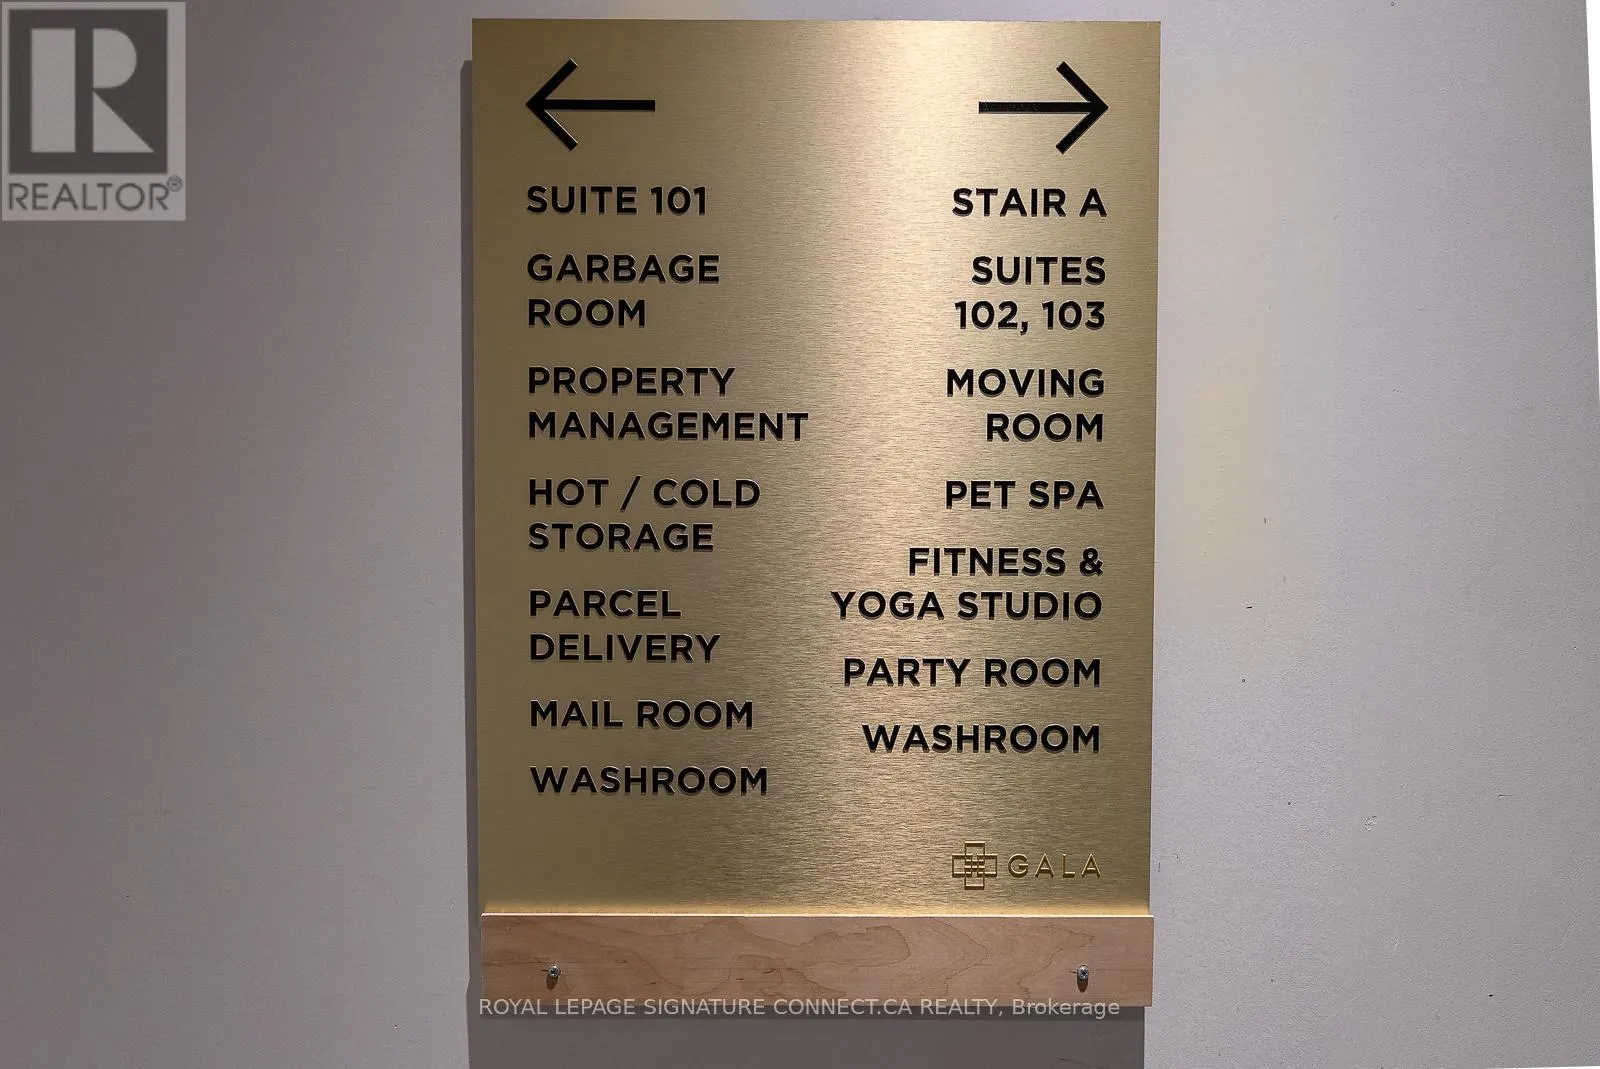 R
REALTOR®
SUITE 101
GARBAGE
ROOM
PROPERTY
MANAGEMENT
HOT / COLD
STORAGE
PARCEL
DELIVERY
MAIL ROOM
WASHROOM
STAIR A
SUITES
102, 103
MOVING
ROOM
PET SPA
FITNESS &
YOGA STUDIO
PARTY ROOM
WASHROOM
GALA
ROYAL LEPAGE SIGNATURE CONNECT.CA REALTY, Brokerage